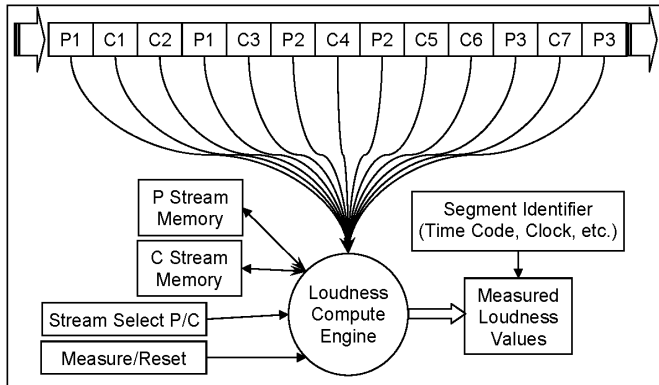 P1 C1 C2 P1 C3 P2 C4 P2 C5 C6 P3 C7 P3
P Stream
Memory
C Stream
Memory
Stream Select P/C
Measure/Reset
Loudness
Compute
Engine
Segment Identifier
(Time Code, Clock, etc.)
Measured
Loudness
Values